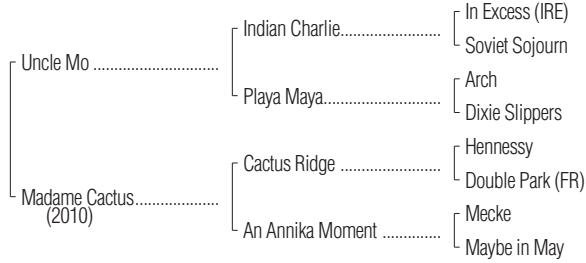 In Excess (IRE)
Indian Charlie....................
Soviet Sojourn
Uncle Mo .........................
Arch
Playa Maya........................
Dixie Slippers
Hennessy
Cactus Ridge ....................
Double Park (FR)
Madame Cactus.................
(2010)
Mecke
An Annika Moment ..............
Maybe in May